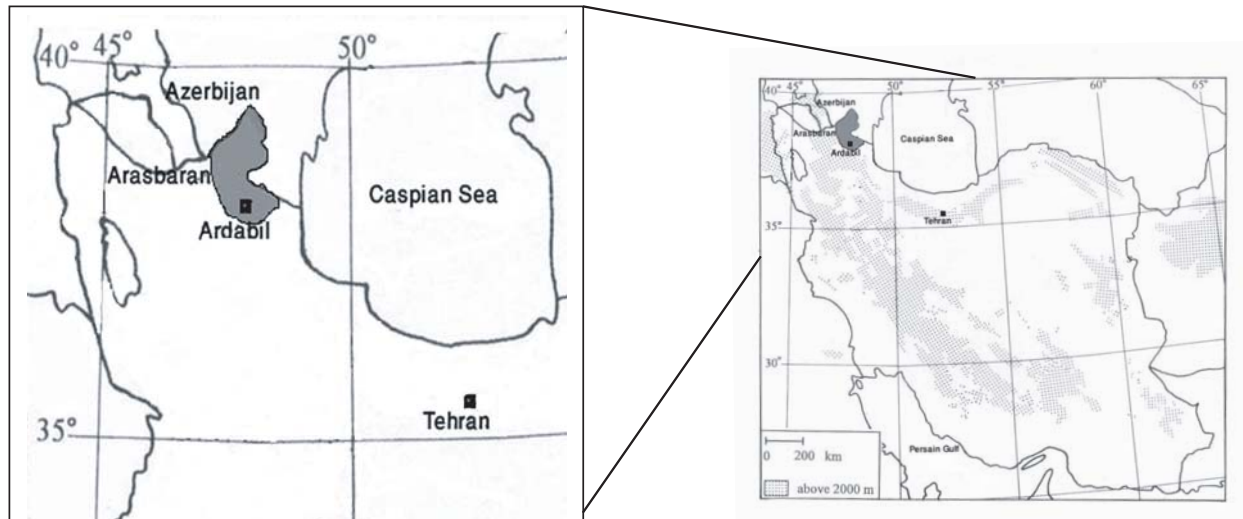 40° 45°
50°
Azerbijan
Arasbaran
Caspian Sea
Ardabil
Tehran
35°
40° 45° 50° 55° 60° 65°
Azerbijan
Arasbaran
Caspian Sea
Ardabil
Tehran
35°
30°
Persain Gulf
0 200 km
above 2000 m